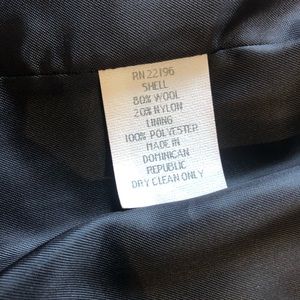 RN 22196
SHELL
80% WOOL
20% NYLON
LINING
100% POLYESTER
MADE IN
DOMINICAN
REPUBLIC
DRY CLEAN ONLY